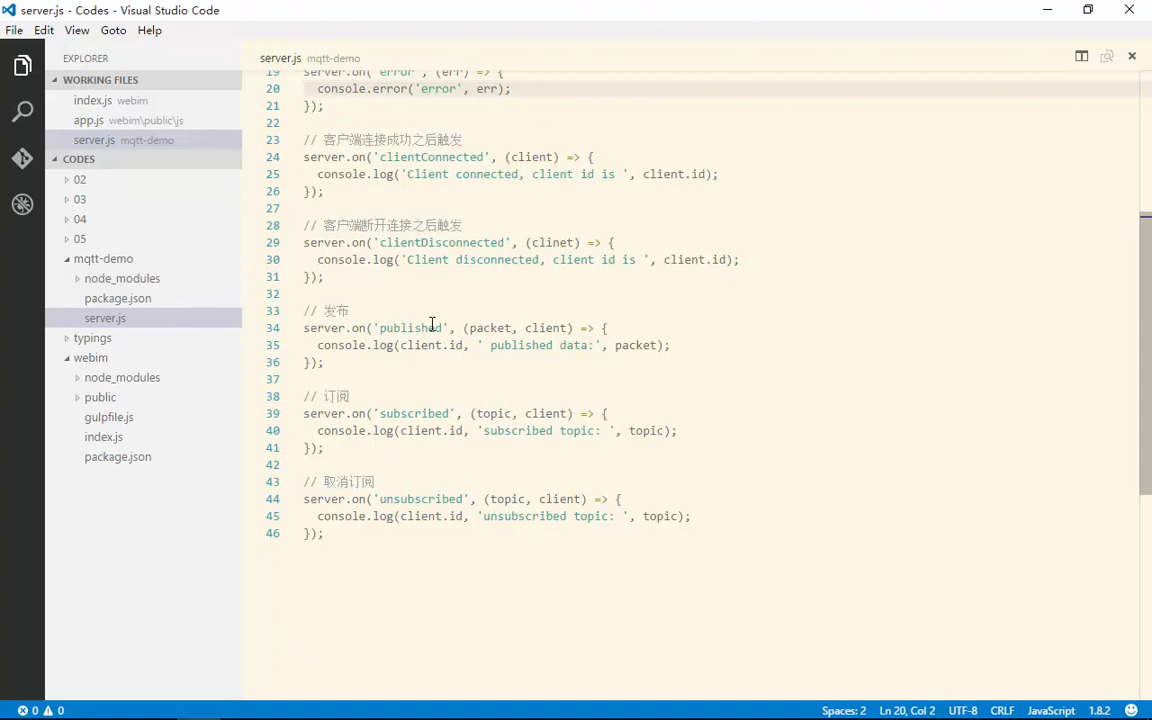 server.js - Codes - Visual Studio Code
File Edit View Goto Help
EXPLORER
WORKING FILES
index.js webim
app.js webim\public\js
server.js mqtt-demo
CODES
02
03
04
05
mqtt-demo
node_modules
package.json
server.js
typings
webim
node_modules
public
gulpfile.js
index.js
package.json
server.js mqtt-demo
19 server.on('error', (err) => {
20 console.error('error', err);
21 });
22
23 // 客户端连接成功之后触发
24 server.on('clientConnected', (client) => {
25 console.log('Client connected, client id is ', client.id);
26 });
27
28 // 客户端断开连接之后触发
29 server.on('clientDisconnected', (clinet) => {
30 console.log('Client disconnected, client id is ', client.id);
31 });
32
33 // 发布
34 server.on('published', (packet, client) => {
35 console.log(client.id, ' published data:', packet);
36 });
37
38 // 订阅
39 server.on('subscribed', (topic, client) => {
40 console.log(client.id, 'subscribed topic: ', topic);
41 });
42
43 // 取消订阅
44 server.on('unsubscribed', (topic, client) => {
45 console.log(client.id, 'unsubscribed topic: ', topic);
46 });
0 0 Spaces: 2 Ln 20, Col 2 UTF-8 CRLF JavaScript 1.8.2